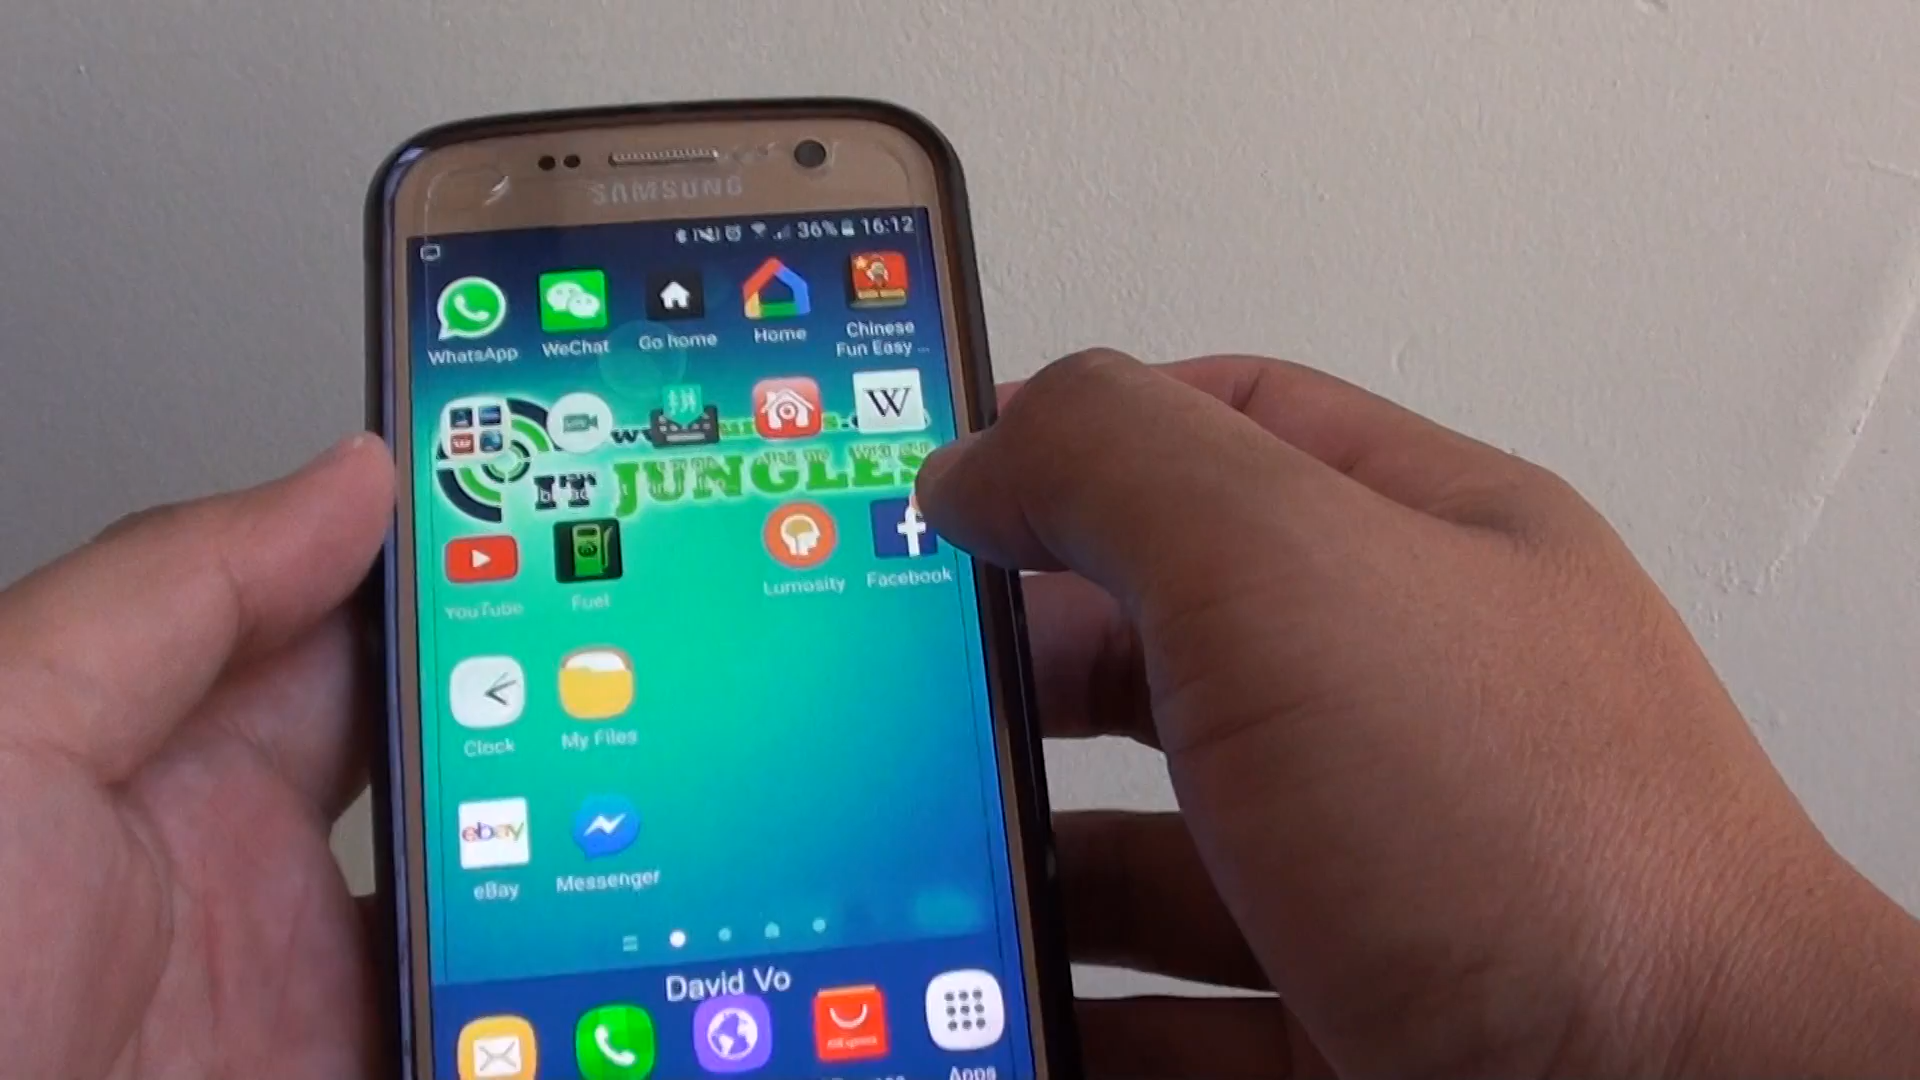 SAMSUNG
36% 16:12
WhatsApp
WeChat
Go home
Home
Chinese
Fun Easy ...
W
IT JUNGLES
YouTube
Fuel
Lumosity
Facebook
Clock
My Files
ebay
eBay
Messenger
David Vo
AliExpress
Apps